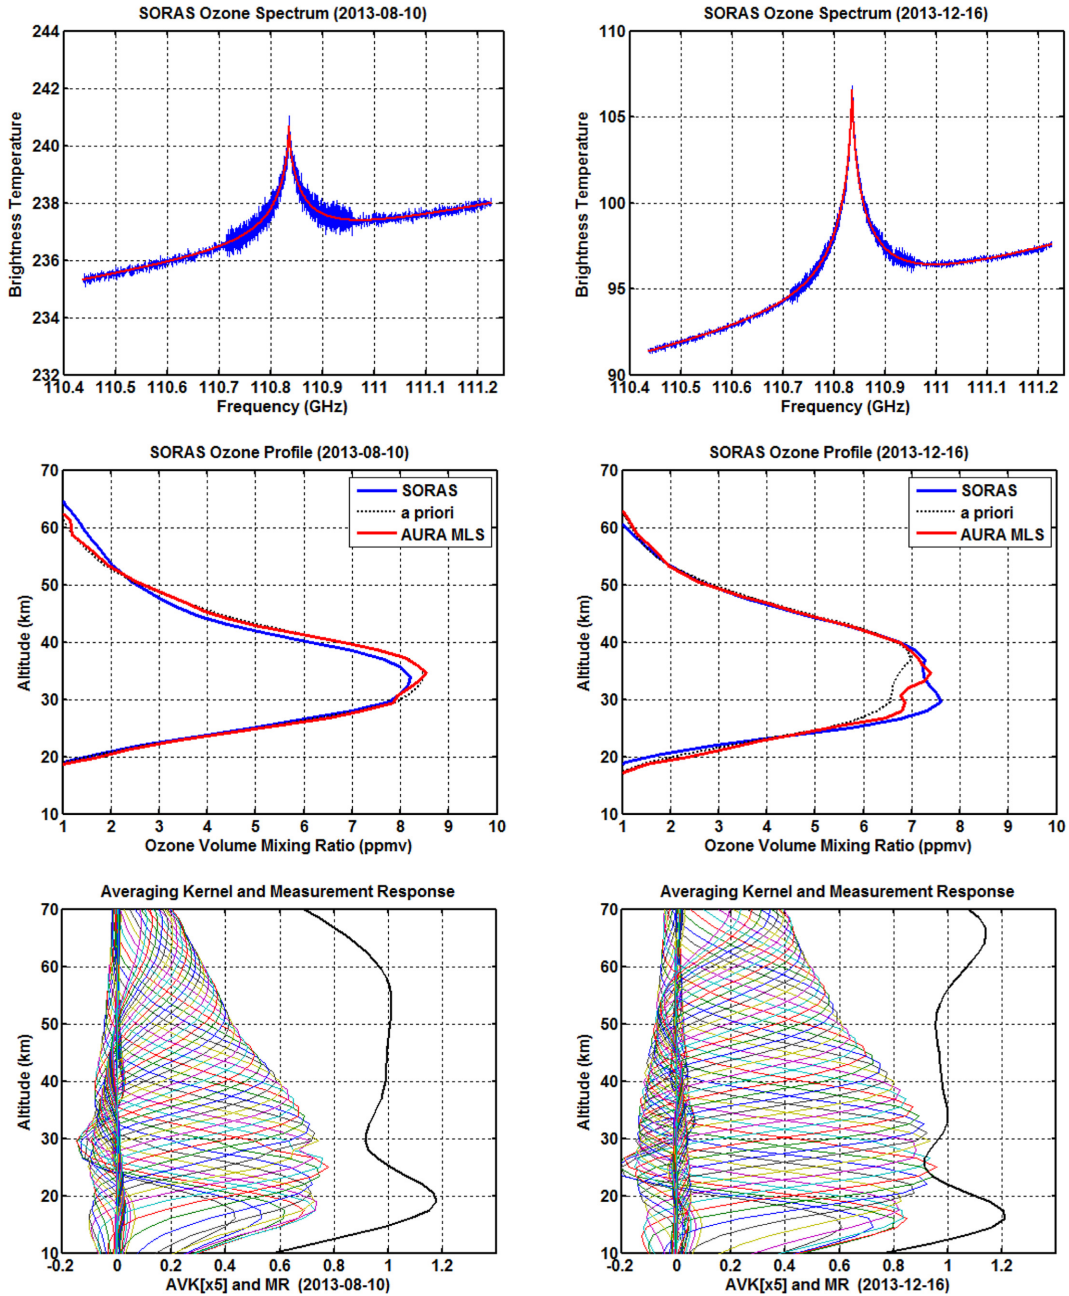 SORAS Ozone Spectrum (2013-08-10)
244
242
240
238
236
234
232
Brightness Temperature
110.4 110.5 110.6 110.7 110.8 110.9 111 111.1 111.2
Frequency (GHz)
SORAS Ozone Spectrum (2013-12-16)
110
105
100
95
90
Brightness Temperature
110.4 110.5 110.6 110.7 110.8 110.9 111 111.1 111.2
Frequency (GHz)
SORAS Ozone Profile (2013-08-10)
70
60
50
40
30
20
10
Altitude (km)
SORAS
a priori
AURA MLS
1 2 3 4 5 6 7 8 9 10
Ozone Volume Mixing Ratio (ppmv)
SORAS Ozone Profile (2013-12-16)
70
60
50
40
30
20
10
Altitude (km)
SORAS
a priori
AURA MLS
1 2 3 4 5 6 7 8 9 10
Ozone Volume Mixing Ratio (ppmv)
Averaging Kernel and Measurement Response
70
60
50
40
30
20
10
Altitude (km)
-0.2 0 0.2 0.4 0.6 0.8 1 1.2
AVK[x5] and MR (2013-08-10)
Averaging Kernel and Measurement Response
70
60
50
40
30
20
10
Altitude (km)
-0.2 0 0.2 0.4 0.6 0.8 1 1.2
AVK[x5] and MR (2013-12-16)